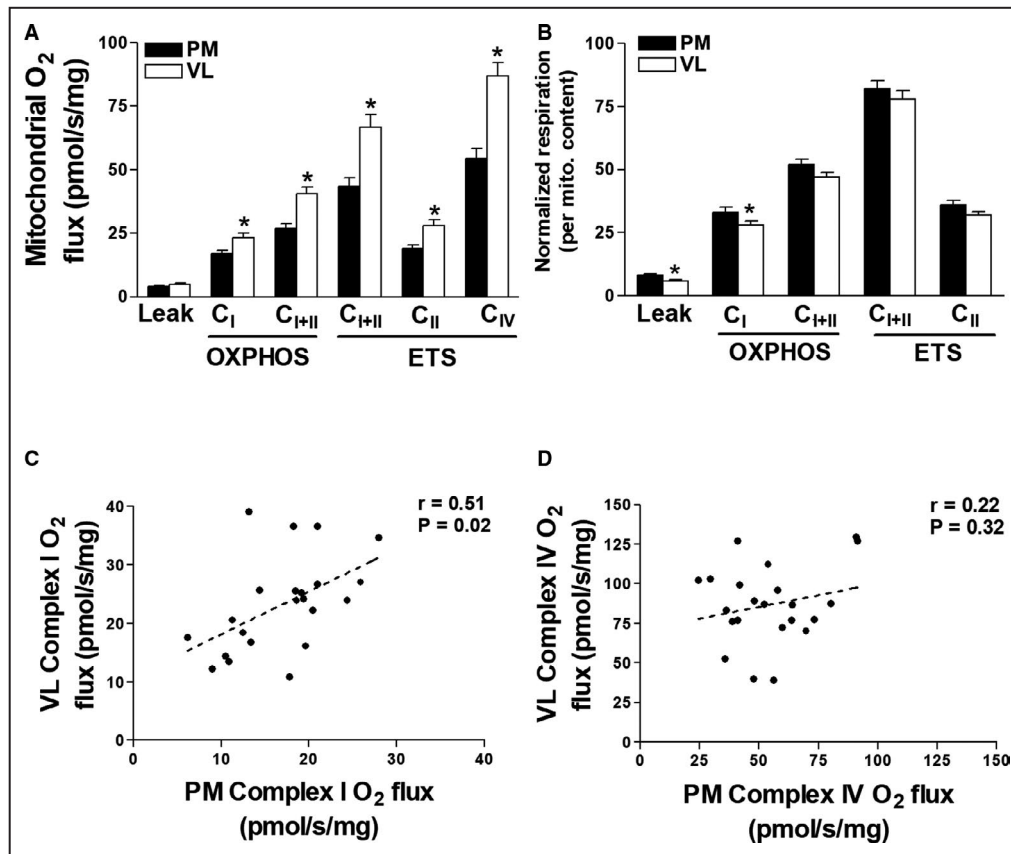 A
Mitochondrial O2
flux (pmol/s/mg)
100
75
50
25
0
PM
VL
*
*
*
*
*
Leak
CI
CI+II
CI+II
CII
CIV
OXPHOS
ETS
B
Normalized respiration
(per mito. content)
100
75
50
25
0
PM
VL
*
*
Leak
CI
CI+II
CI+II
CII
OXPHOS
ETS
C
VL Complex I O2
flux (pmol/s/mg)
40
30
20
10
0
r = 0.51
P = 0.02
0
10
20
30
40
PM Complex I O2 flux
(pmol/s/mg)
D
VL Complex IV O2
flux (pmol/s/mg)
150
125
100
75
50
25
0
r = 0.22
P = 0.32
0
25
50
75
100
125
150
PM Complex IV O2 flux
(pmol/s/mg)